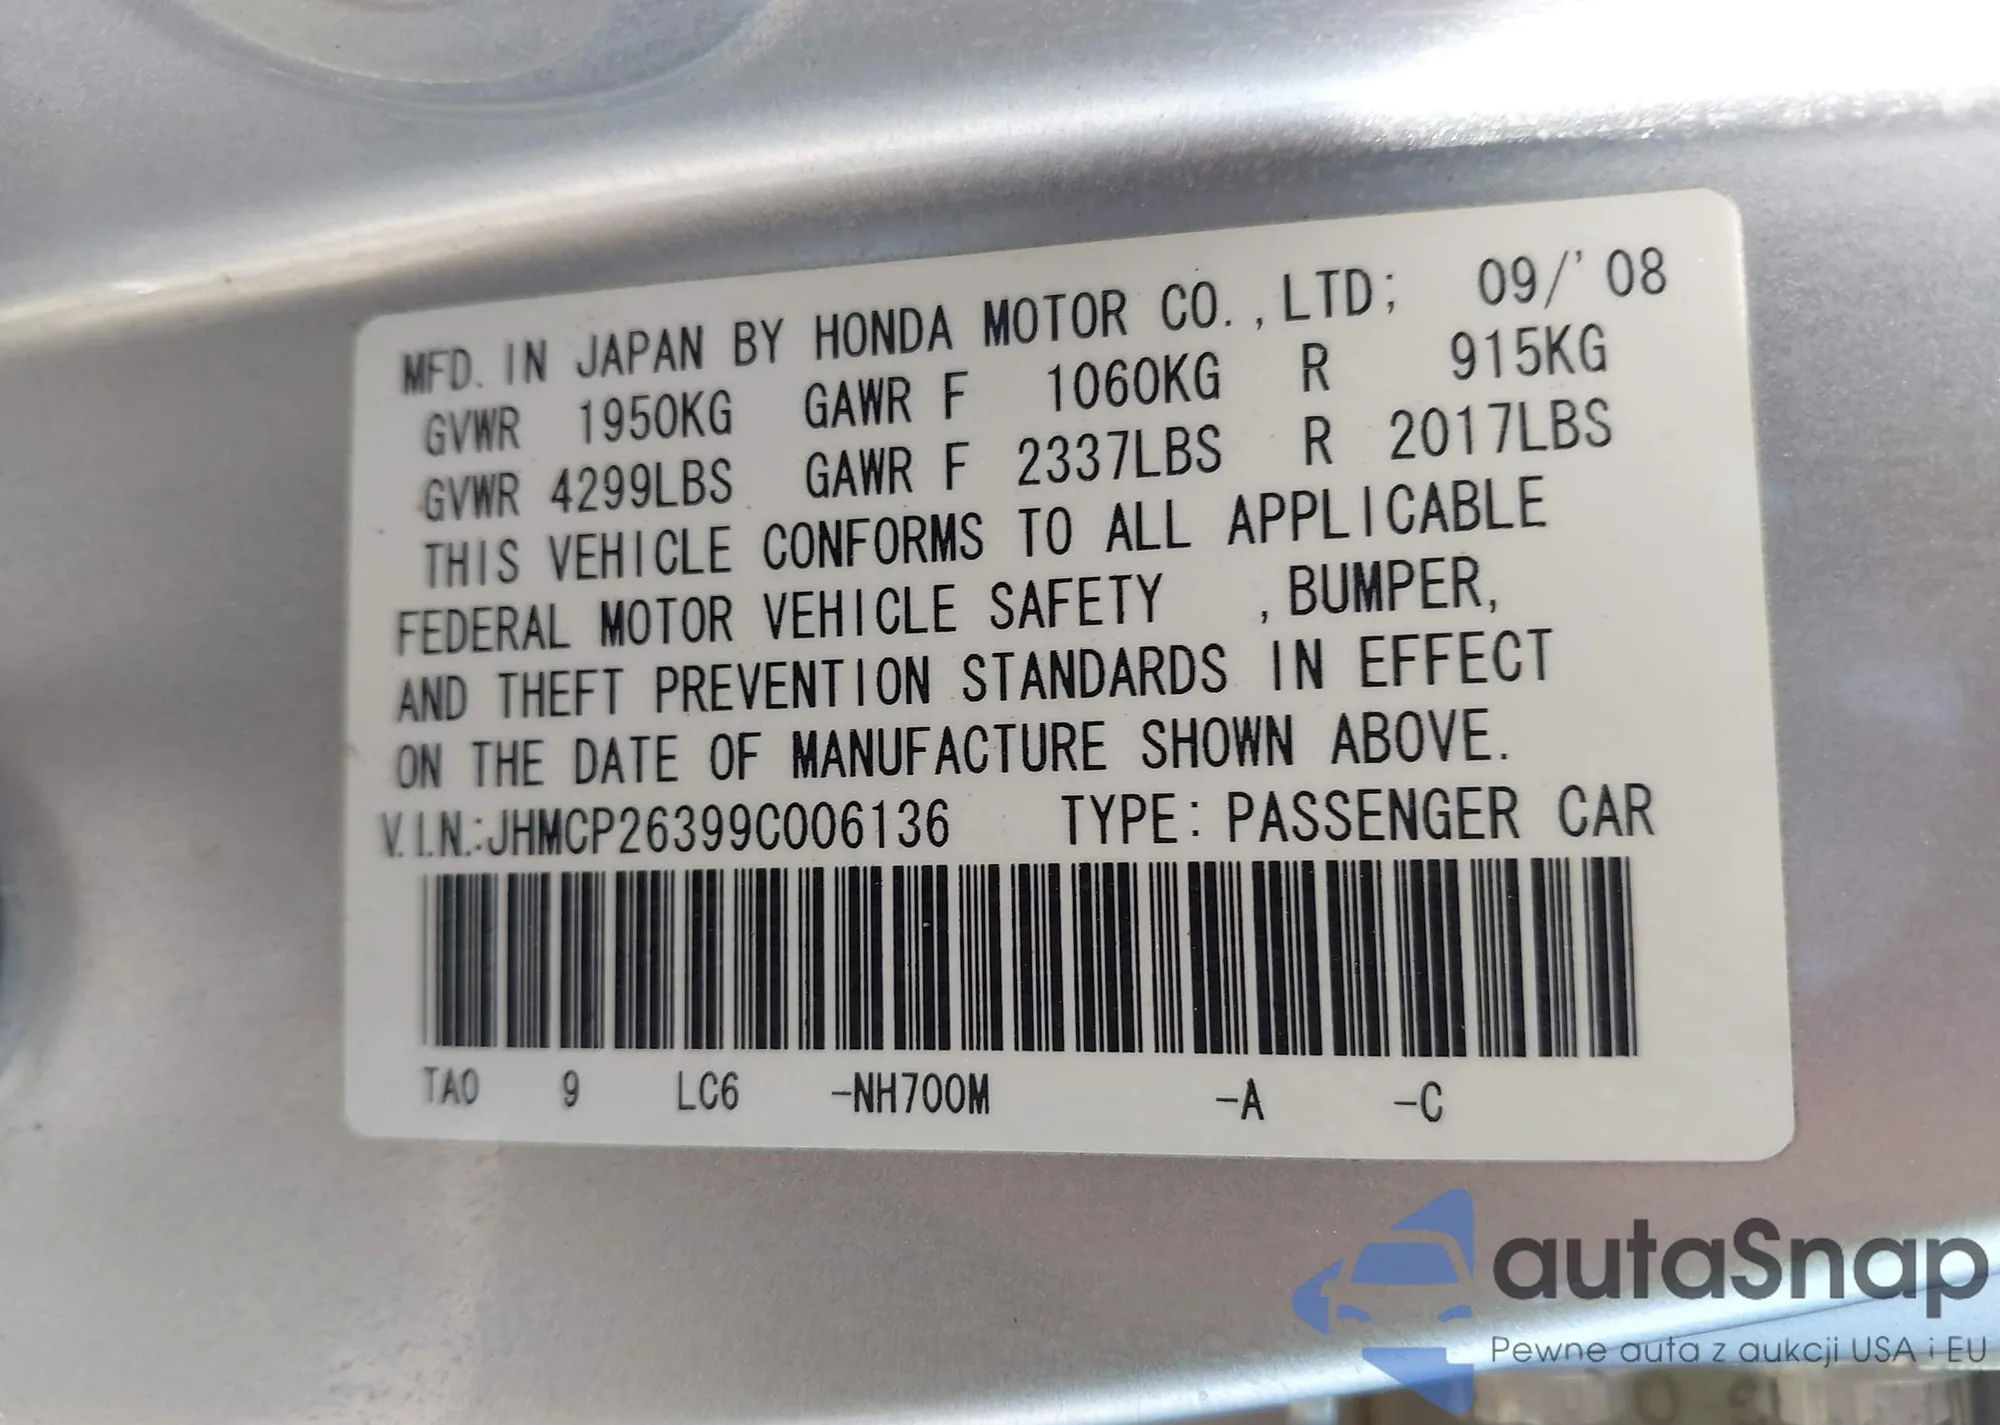 MFD. IN JAPAN BY HONDA MOTOR CO.,LTD; 09/'08
GVWR 1950KG GAWR F 1060KG R 915KG
GVWR 4299LBS GAWR F 2337LBS R 2017LBS
THIS VEHICLE CONFORMS TO ALL APPLICABLE
FEDERAL MOTOR VEHICLE SAFETY ,BUMPER,
AND THEFT PREVENTION STANDARDS IN EFFECT
ON THE DATE OF MANUFACTURE SHOWN ABOVE.
V.I.N.:JHMCP26399C006136 TYPE: PASSENGER CAR
TA0 9 LC6 -NH700M -A -C
autaSnap
Pewne auta z aukcji USA i EU